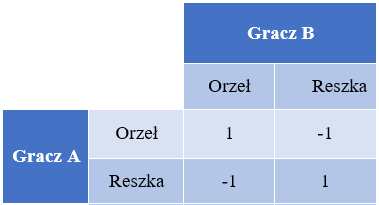 Gracz B
Orzeł Reszka
Gracz A
Orzeł 1 -1
Reszka -1 1